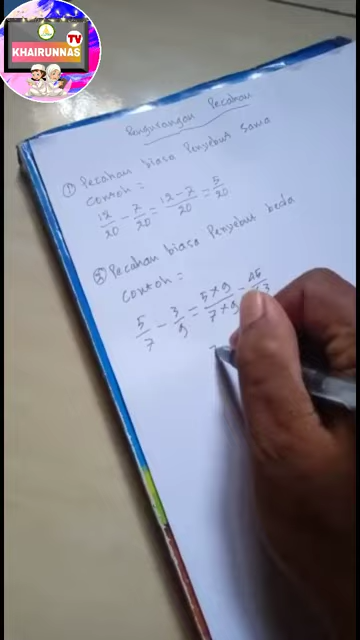 KHAIRUNNAS TV
Pengurangan Pecahan
① Pecahan biasa Penyebut sama
Contoh =
12/20 - 7/20 = 12-7/20 = 5/20
② Pecahan biasa Penyebut beda
Contoh =
5/7 - 3/9 = 5×9/7×9 = 45